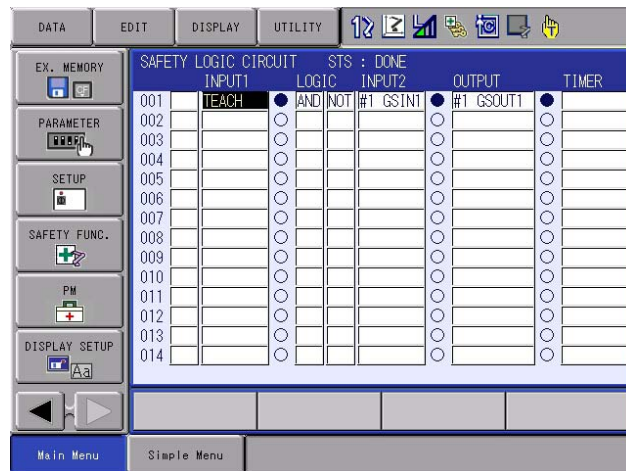 DATA EDIT DISPLAY UTILITY
EX. MEMORY
PARAMETER
SETUP
SAFETY FUNC.
PM
DISPLAY SETUP
Aa
SAFETY LOGIC CIRCUIT STS : DONE
INPUT1 LOGIC INPUT2 OUTPUT TIMER
001 TEACH AND NOT #1 GSIN1 #1 GSOUT1
002
003
004
005
006
007
008
009
010
011
012
013
014
Main Menu Simple Menu